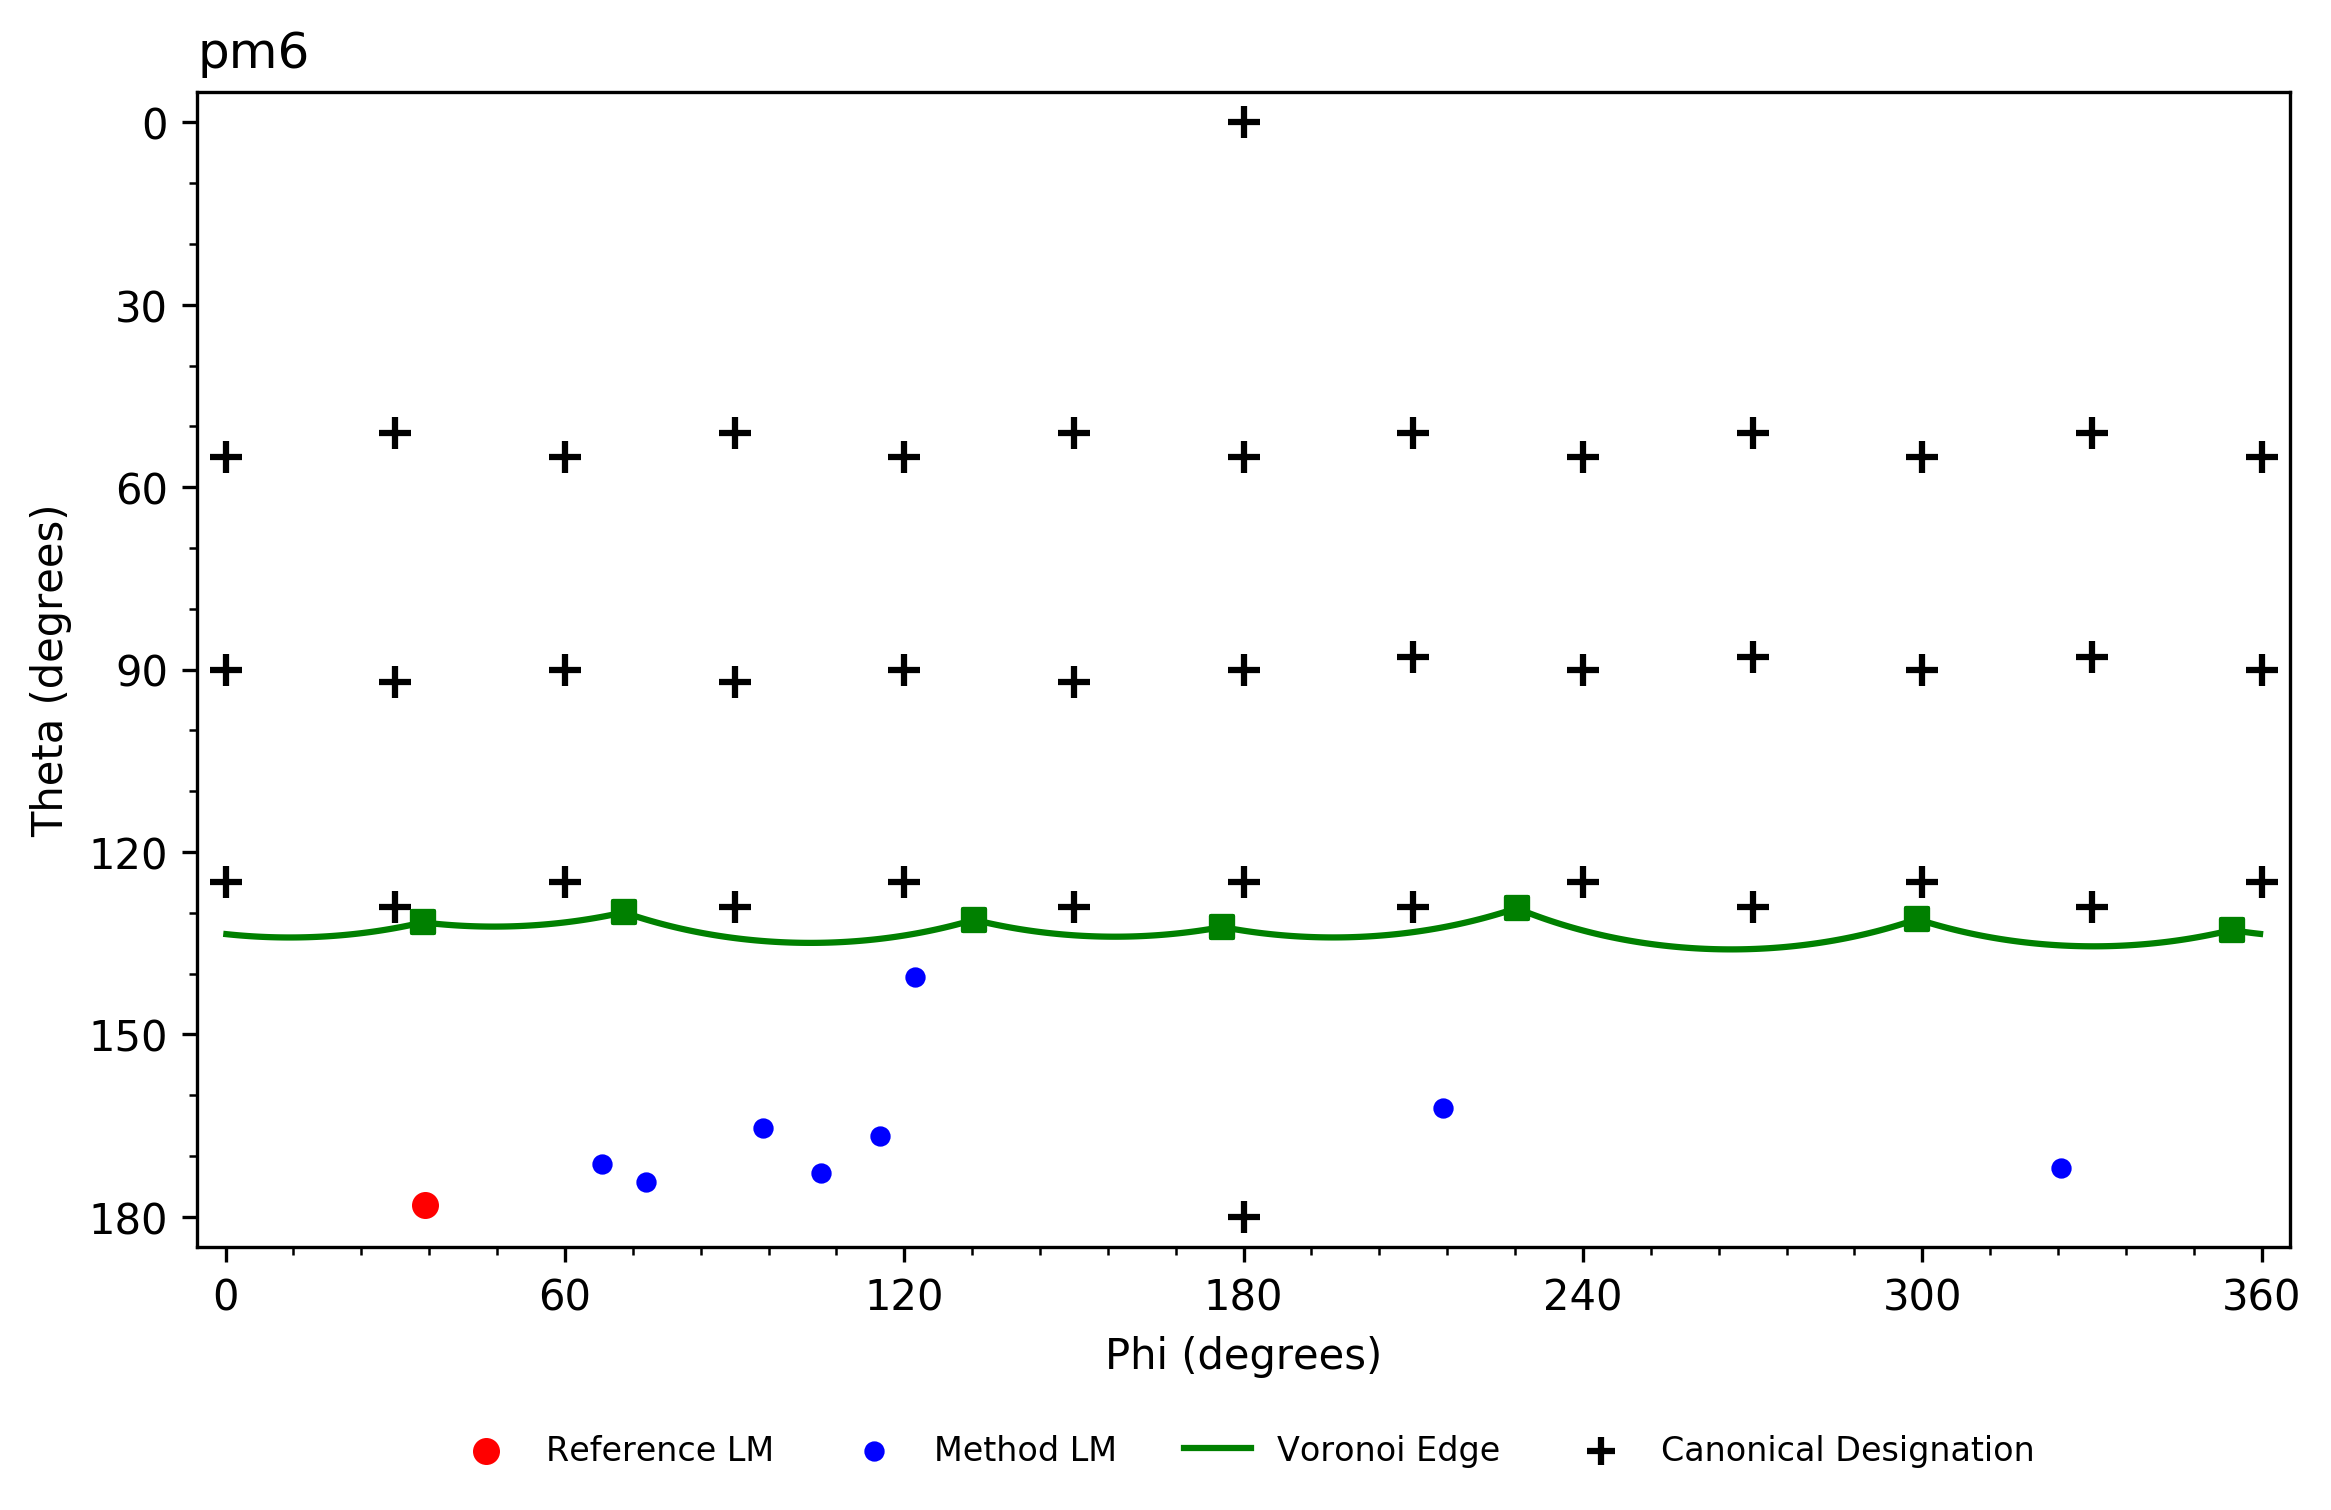 pm6
0
30
60
90
120
150
180
Theta (degrees)
0 60 120 180 240 300 360
Phi (degrees)
Reference LM Method LM Voronoi Edge Canonical Designation